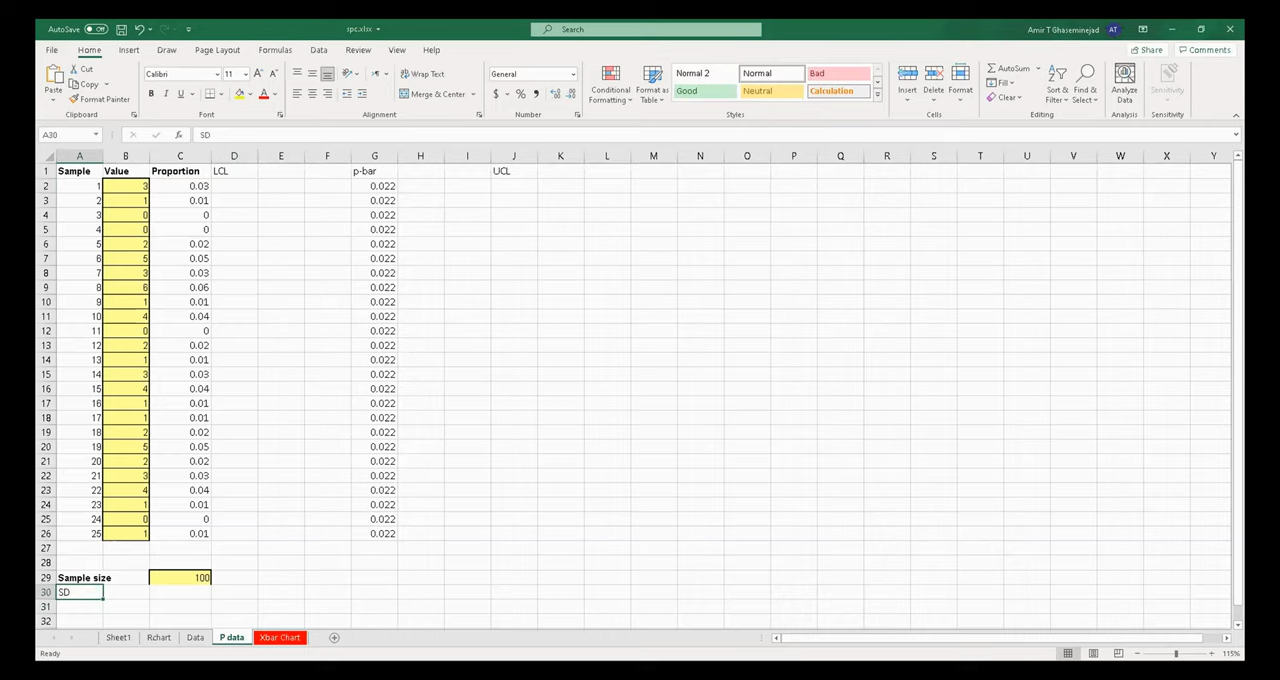 AutoSave Off spc.xlsx Search Amir T Ghaseminejad AT
File Home Insert Draw Page Layout Formulas Data Review View Help Share Comments
Paste Cut Copy Format Painter Clipboard
Calibri 11 B I U Font
Wrap Text Merge & Center Alignment
General $ % Number
Conditional Formatting Format as Table Normal 2 Normal Bad Good Neutral Calculation Styles
Insert Delete Format Cells
AutoSum Fill Clear Sort & Filter Find & Select Editing
Analyze Data Analysis
Sensitivity Sensitivity
A30 fx SD
A B C D E F G H I J K L M N O P Q R S T U V W X Y
1 Sample Value Proportion LCL p-bar UCL
2 1 3 0.03 0.022
3 2 1 0.01 0.022
4 3 0 0 0.022
5 4 0 0 0.022
6 5 2 0.02 0.022
7 6 5 0.05 0.022
8 7 3 0.03 0.022
9 8 6 0.06 0.022
10 9 1 0.01 0.022
11 10 4 0.04 0.022
12 11 0 0 0.022
13 12 2 0.02 0.022
14 13 1 0.01 0.022
15 14 3 0.03 0.022
16 15 4 0.04 0.022
17 16 1 0.01 0.022
18 17 1 0.01 0.022
19 18 2 0.02 0.022
20 19 5 0.05 0.022
21 20 2 0.02 0.022
22 21 3 0.03 0.022
23 22 4 0.04 0.022
24 23 1 0.01 0.022
25 24 0 0 0.022
26 25 1 0.01 0.022
27
28
29 Sample size 100
30 SD
31
32
Sheet1 Rchart Data P data Xbar Chart
Ready 115%